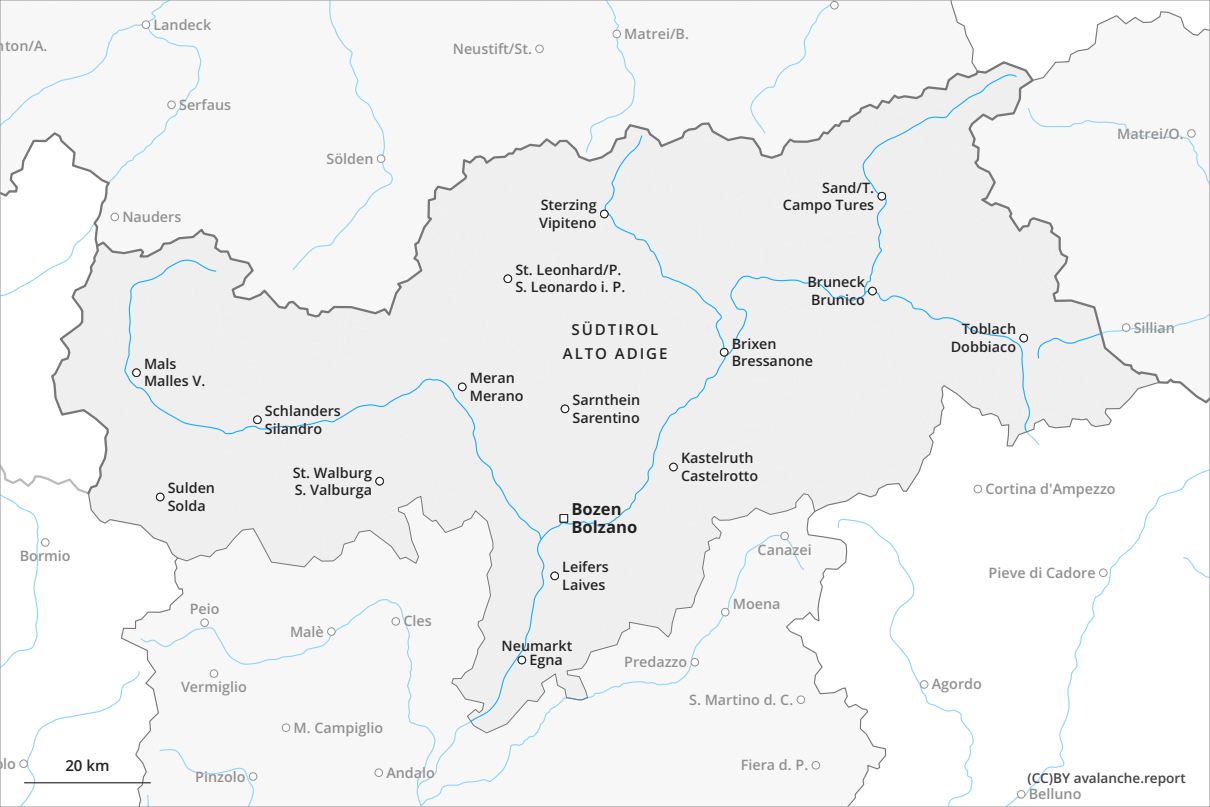 Landeck
Matrei/B.
nton/A.
Neustift/St.
Serfaus
Matrei/O.
Sölden
Sand/T.
Campo Tures
Sterzing
Vipiteno
Nauders
St. Leonhard/P.
S. Leonardo i. P.
Bruneck
Brunico
SÜDTIROL
ALTO ADIGE
Toblach
Dobbiaco
Sillian
Brixen
Bressanone
Mals
Malles V.
Meran
Merano
Sarnthein
Sarentino
Schlanders
Silandro
Kastelruth
Castelrotto
St. Walburg
S. Valburga
Sulden
Solda
Cortina d'Ampezzo
Bozen
Bolzano
Bormio
Canazei
Leifers
Laives
Pieve di Cadore
Peio
Moena
Malè
Cles
Neumarkt
Egna
Predazzo
Vermiglio
Agordo
S. Martino d. C.
M. Campiglio
olo
20 km
Pinzolo
Andalo
Fiera d. P.
(CC)BY avalanche.report
Belluno